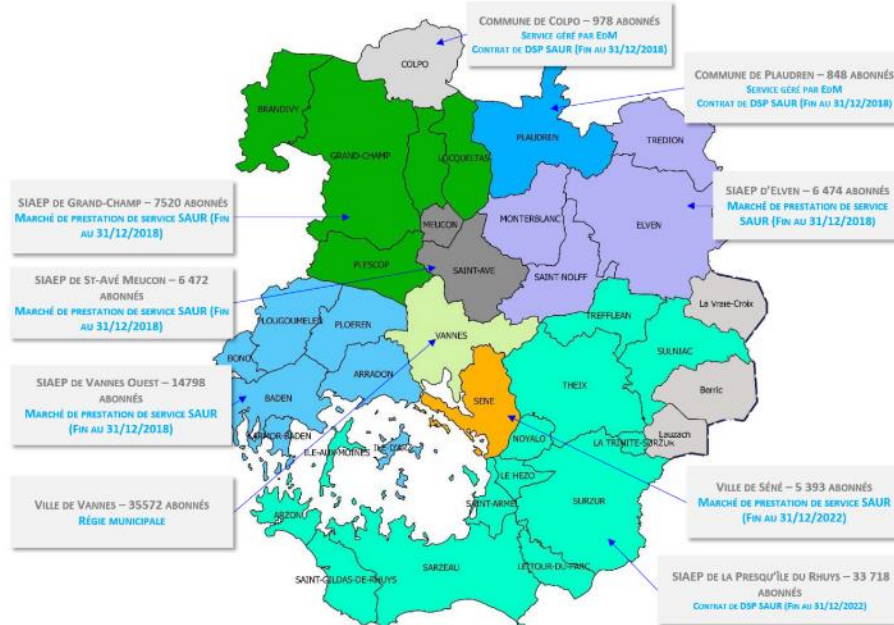 COMMUNE DE COLPO – 978 ABONNÉS
SERVICE GÉRÉ PAR EDM
CONTRAT DE DSP SAUR (FIN AU 31/12/2018)
COMMUNE DE PLAUDREN – 848 ABONNÉS
SERVICE GÉRÉ PAR EDM
CONTRAT DE DSP SAUR (FIN AU 31/12/2018)
SIAEP DE GRAND-CHAMP – 7520 ABONNÉS
MARCHÉ DE PRESTATION DE SERVICE SAUR (FIN
AU 31/12/2018)
SIAEP D'ELVEN – 6 474 ABONNÉS
MARCHÉ DE PRESTATION DE SERVICE
SAUR (FIN AU 31/12/2018)
SIAEP DE ST-AVÉ MEUCON – 6 472
ABONNÉS
MARCHÉ DE PRESTATION DE SERVICE SAUR
(FIN AU 31/12/2018)
SIAEP DE VANNES OUEST – 14798
ABONNÉS
MARCHÉ DE PRESTATION DE SERVICE SAUR
(FIN AU 31/12/2018)
VILLE DE VANNES – 35572 ABONNÉS
RÉGIE MUNICIPALE
VILLE DE SÉNÉ – 5 393 ABONNÉS
MARCHÉ DE PRESTATION DE SERVICE SAUR
(FIN AU 31/12/2022)
SIAEP DE LA PRESQU'ÎLE DU RHUYS – 33 718
ABONNÉS
CONTRAT DE DSP SAUR (FIN AU 31/12/2022)
COLPO
BRANDIVY
GRAND-CHAMP
LOCQUELTAS
PLAUDREN
TREDION
MEUCON
MONTERBLANC
ELVEN
PLESCOP
SAINT-AVE
SAINT-NOLFF
La Vraie-Croix
PLOUGOUMELEN
PLOEREN
VANNES
TREFFLEAN
SULNIAC
BONO
ARRADON
THEIX
BADEN
SENE
Berric
LARMOR-BADEN
ILE-AUX-MOINES
ILE D'ARZ
NOYALO
LA TRINITE-SURZUR
Lauzach
LE HEZO
SURZUR
ARZON
SAINT-ARMEL
SAINT-GILDAS-DE-RHUYS
SARZEAU
LE TOUR-DU-PARC